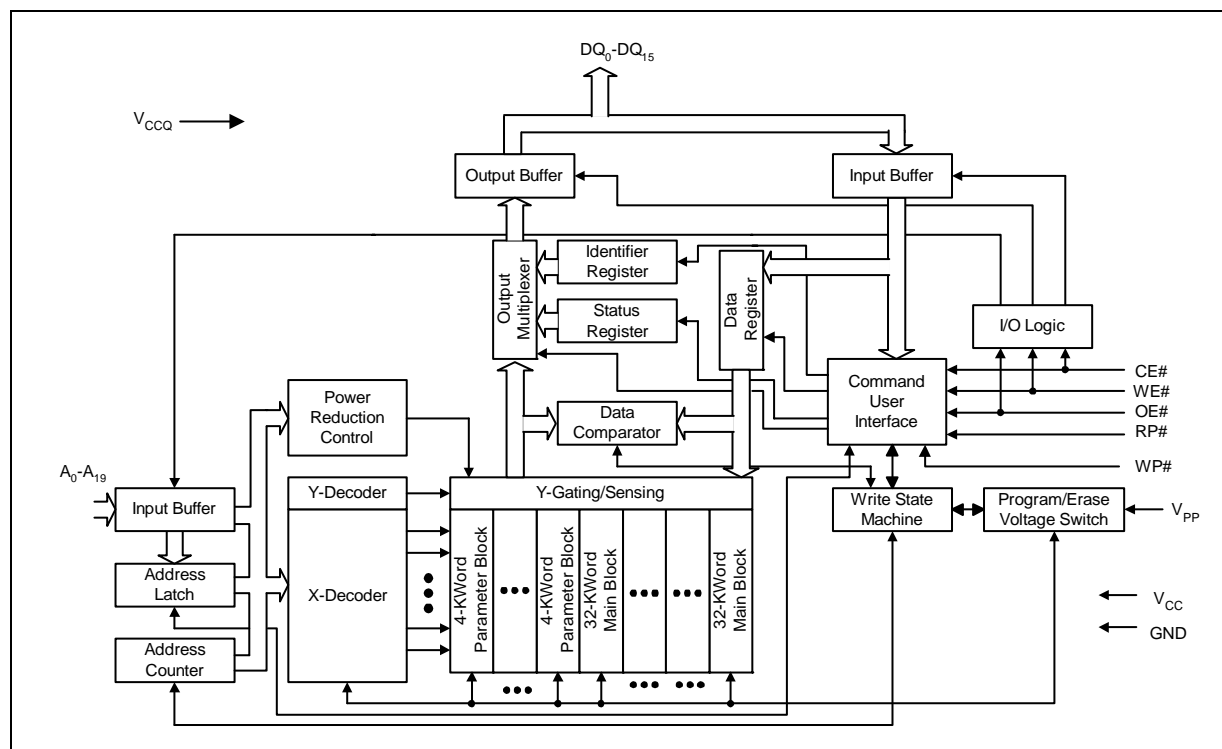 DQ0-DQ15
VCCQ
Output Buffer
Input Buffer
Output
Multiplexer
Identifier
Register
Status
Register
Data
Register
I/O Logic
Command
User
Interface
CE#
WE#
OE#
RP#
WP#
Power
Reduction
Control
Data
Comparator
A0-A19
Input Buffer
Y-Decoder
Y-Gating/Sensing
Write State
Machine
Program/Erase
Voltage Switch
VPP
Address
Latch
X-Decoder
4-KWord
Parameter Block
4-KWord
Parameter Block
32-KWord
Main Block
32-KWord
Main Block
VCC
GND
Address
Counter